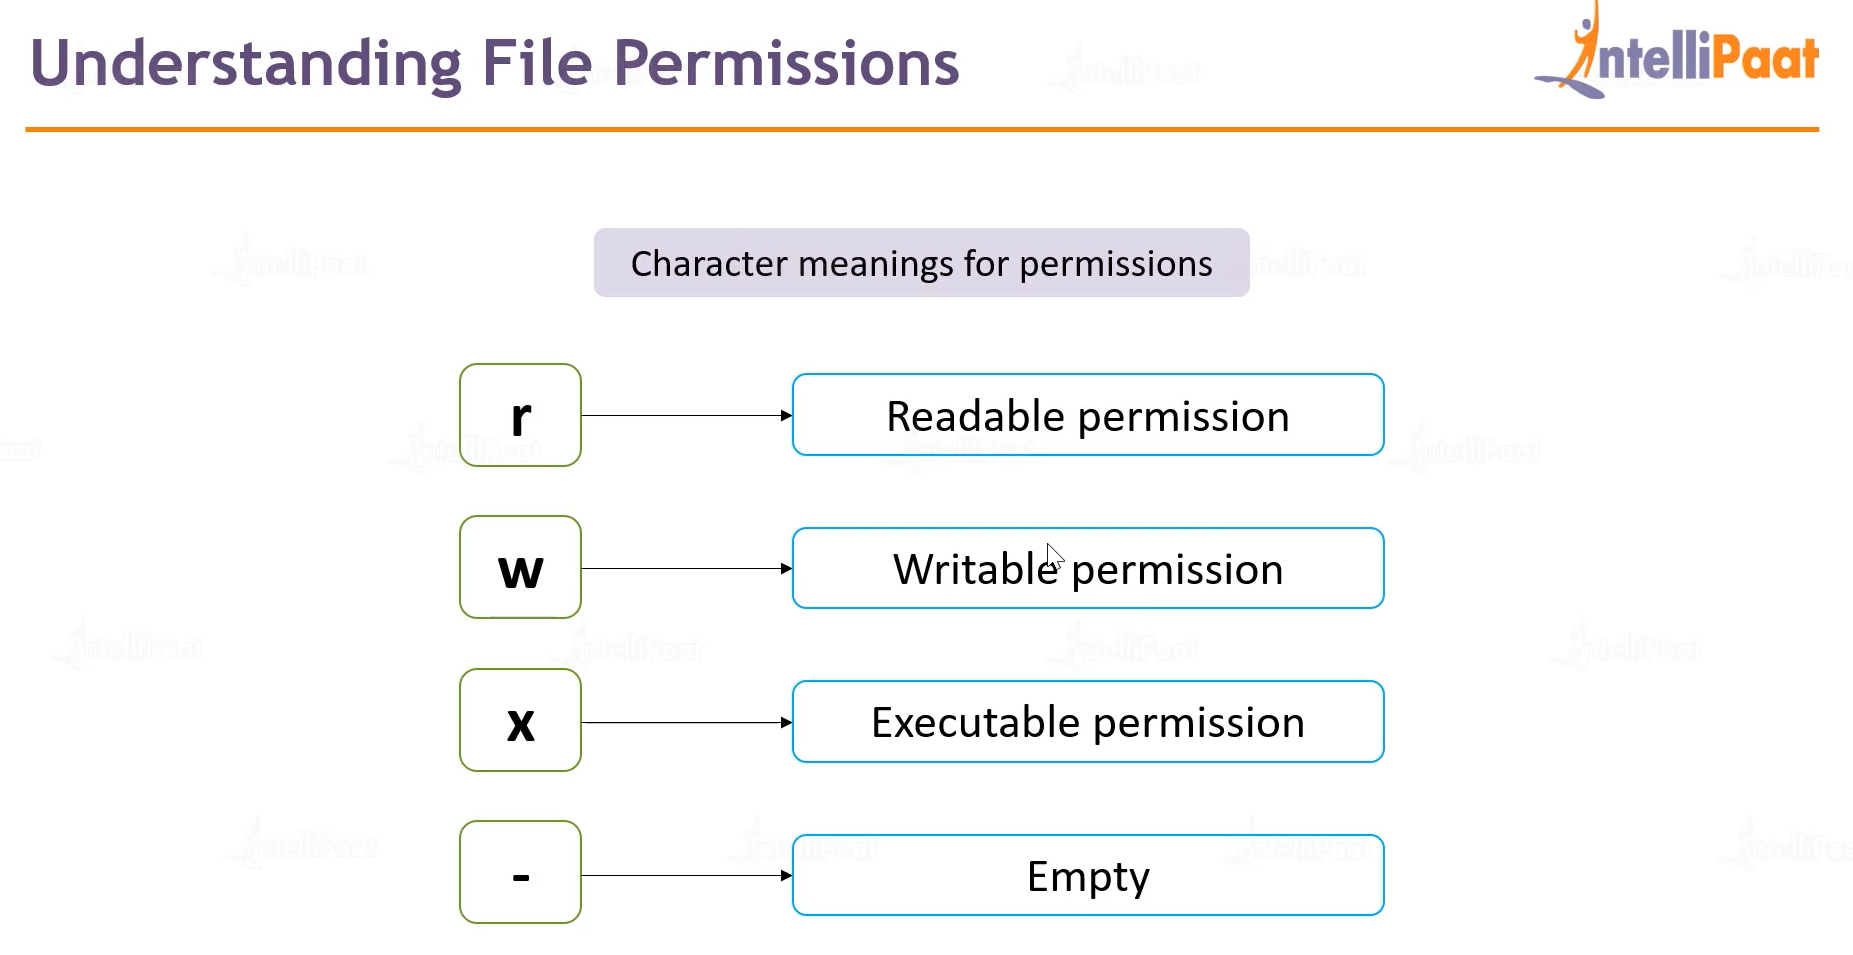 Understanding File Permissions
IntelliPaat
Character meanings for permissions
r
Readable permission
w
Writable permission
x
Executable permission
-
Empty